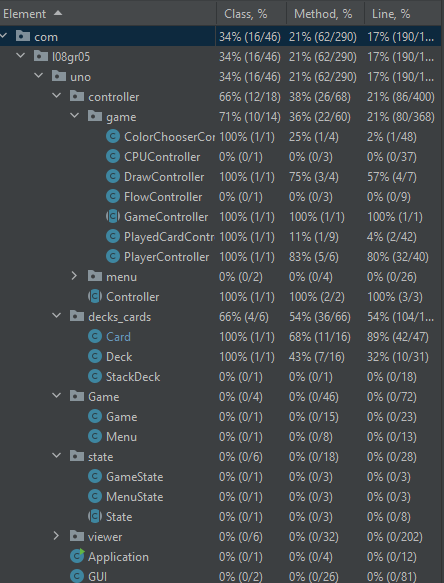 Element Class, % Method, % Line, %
com 34% (16/46) 21% (62/290) 17% (190/1...
l08gr05 34% (16/46) 21% (62/290) 17% (190/1...
uno 34% (16/46) 21% (62/290) 17% (190/1...
controller 66% (12/18) 38% (26/68) 21% (86/400)
game 71% (10/14) 36% (22/60) 21% (80/368)
ColorChooserCor 100% (1/1) 25% (1/4) 2% (1/48)
CPUController 0% (0/1) 0% (0/3) 0% (0/37)
DrawController 100% (1/1) 75% (3/4) 57% (4/7)
FlowController 0% (0/1) 0% (0/3) 0% (0/9)
GameController 100% (1/1) 100% (1/1) 100% (1/1)
PlayedCardContr 100% (1/1) 11% (1/9) 4% (2/42)
PlayerController 100% (1/1) 83% (5/6) 80% (32/40)
menu 0% (0/2) 0% (0/4) 0% (0/26)
Controller 100% (1/1) 100% (2/2) 100% (3/3)
decks_cards 66% (4/6) 54% (36/66) 54% (104/1...
Card 100% (1/1) 68% (11/16) 89% (42/47)
Deck 100% (1/1) 43% (7/16) 32% (10/31)
StackDeck 0% (0/1) 0% (0/1) 0% (0/18)
Game 0% (0/4) 0% (0/46) 0% (0/72)
Game 0% (0/1) 0% (0/15) 0% (0/23)
Menu 0% (0/1) 0% (0/8) 0% (0/13)
state 0% (0/6) 0% (0/18) 0% (0/28)
GameState 0% (0/1) 0% (0/3) 0% (0/3)
MenuState 0% (0/1) 0% (0/3) 0% (0/3)
State 0% (0/1) 0% (0/3) 0% (0/8)
viewer 0% (0/6) 0% (0/32) 0% (0/202)
Application 0% (0/1) 0% (0/4) 0% (0/12)
GUI 0% (0/2) 0% (0/26) 0% (0/81)